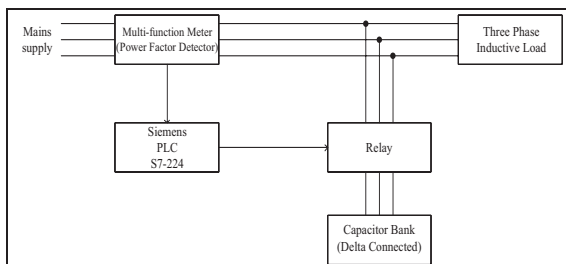 Mains
supply
Multi-function Meter
(Power Factor Detector)
Three Phase
Inductive Load
Siemens
PLC
S7-224
Relay
Capacitor Bank
(Delta Connected)